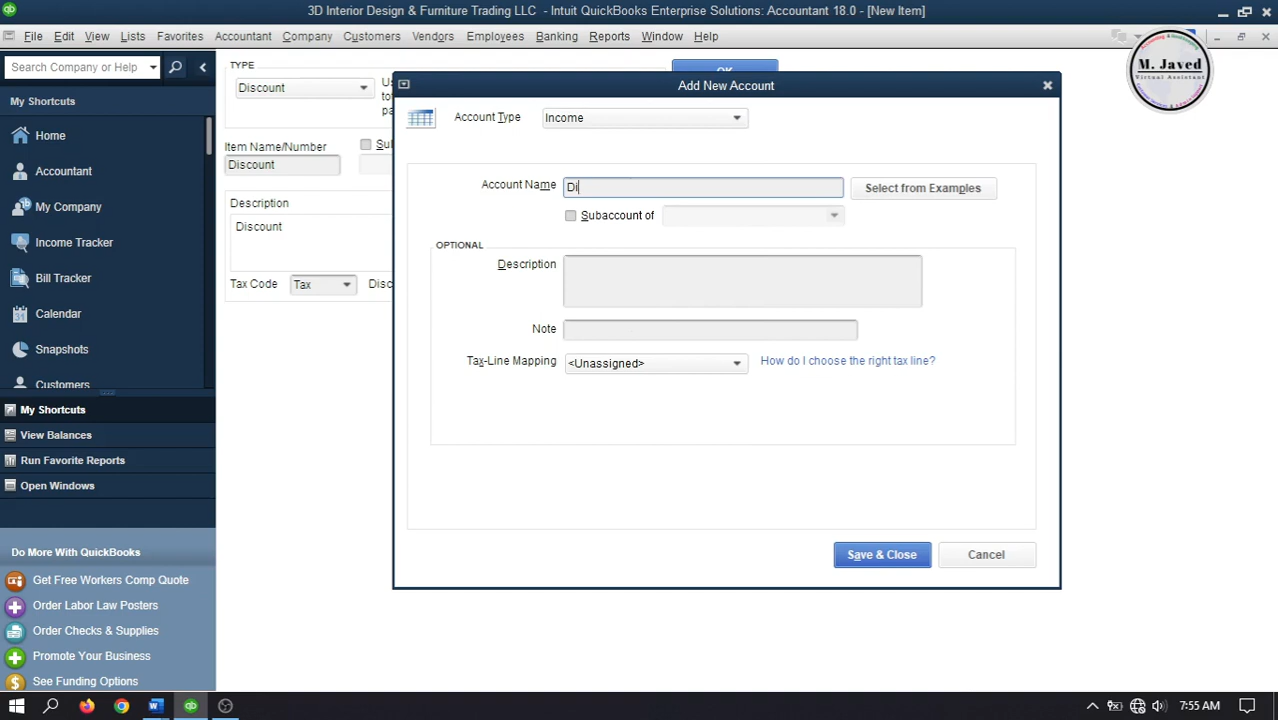 3D Interior Design & Furniture Trading LLC - Intuit QuickBooks Enterprise Solutions: Accountant 18.0 - [New Item]
File Edit View Lists Favorites Accountant Company Customers Vendors Employees Banking Reports Window Help
Search Company or Help
My Shortcuts
Home
Accountant
My Company
Income Tracker
Bill Tracker
Calendar
Snapshots
Customers
My Shortcuts
View Balances
Run Favorite Reports
Open Windows
Do More With QuickBooks
Get Free Workers Comp Quote
Order Labor Law Posters
Order Checks & Supplies
Promote Your Business
See Funding Options
TYPE
Discount
OK
Item Name/Number
Discount
Description
Discount
Tax Code Tax
Add New Account
Account Type Income
Account Name Di Select from Examples
Subaccount of
OPTIONAL
Description
Note
Tax-Line Mapping <Unassigned> How do I choose the right tax line?
Save & Close Cancel
M. Javed
Virtual Assistant
7:55 AM